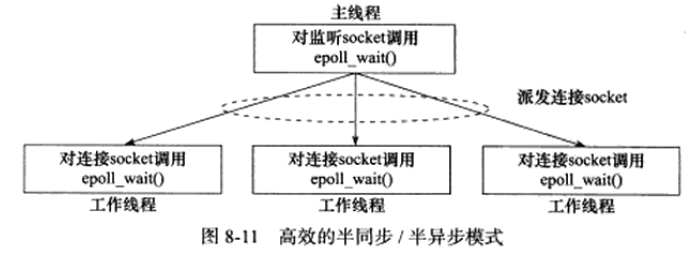 主线程
对监听socket调用
epoll_wait()
派发连接socket
对连接socket调用
epoll_wait()
工作线程
对连接socket调用
epoll_wait()
工作线程
对连接socket调用
epoll_wait()
工作线程
图 8-11 高效的半同步 / 半异步模式